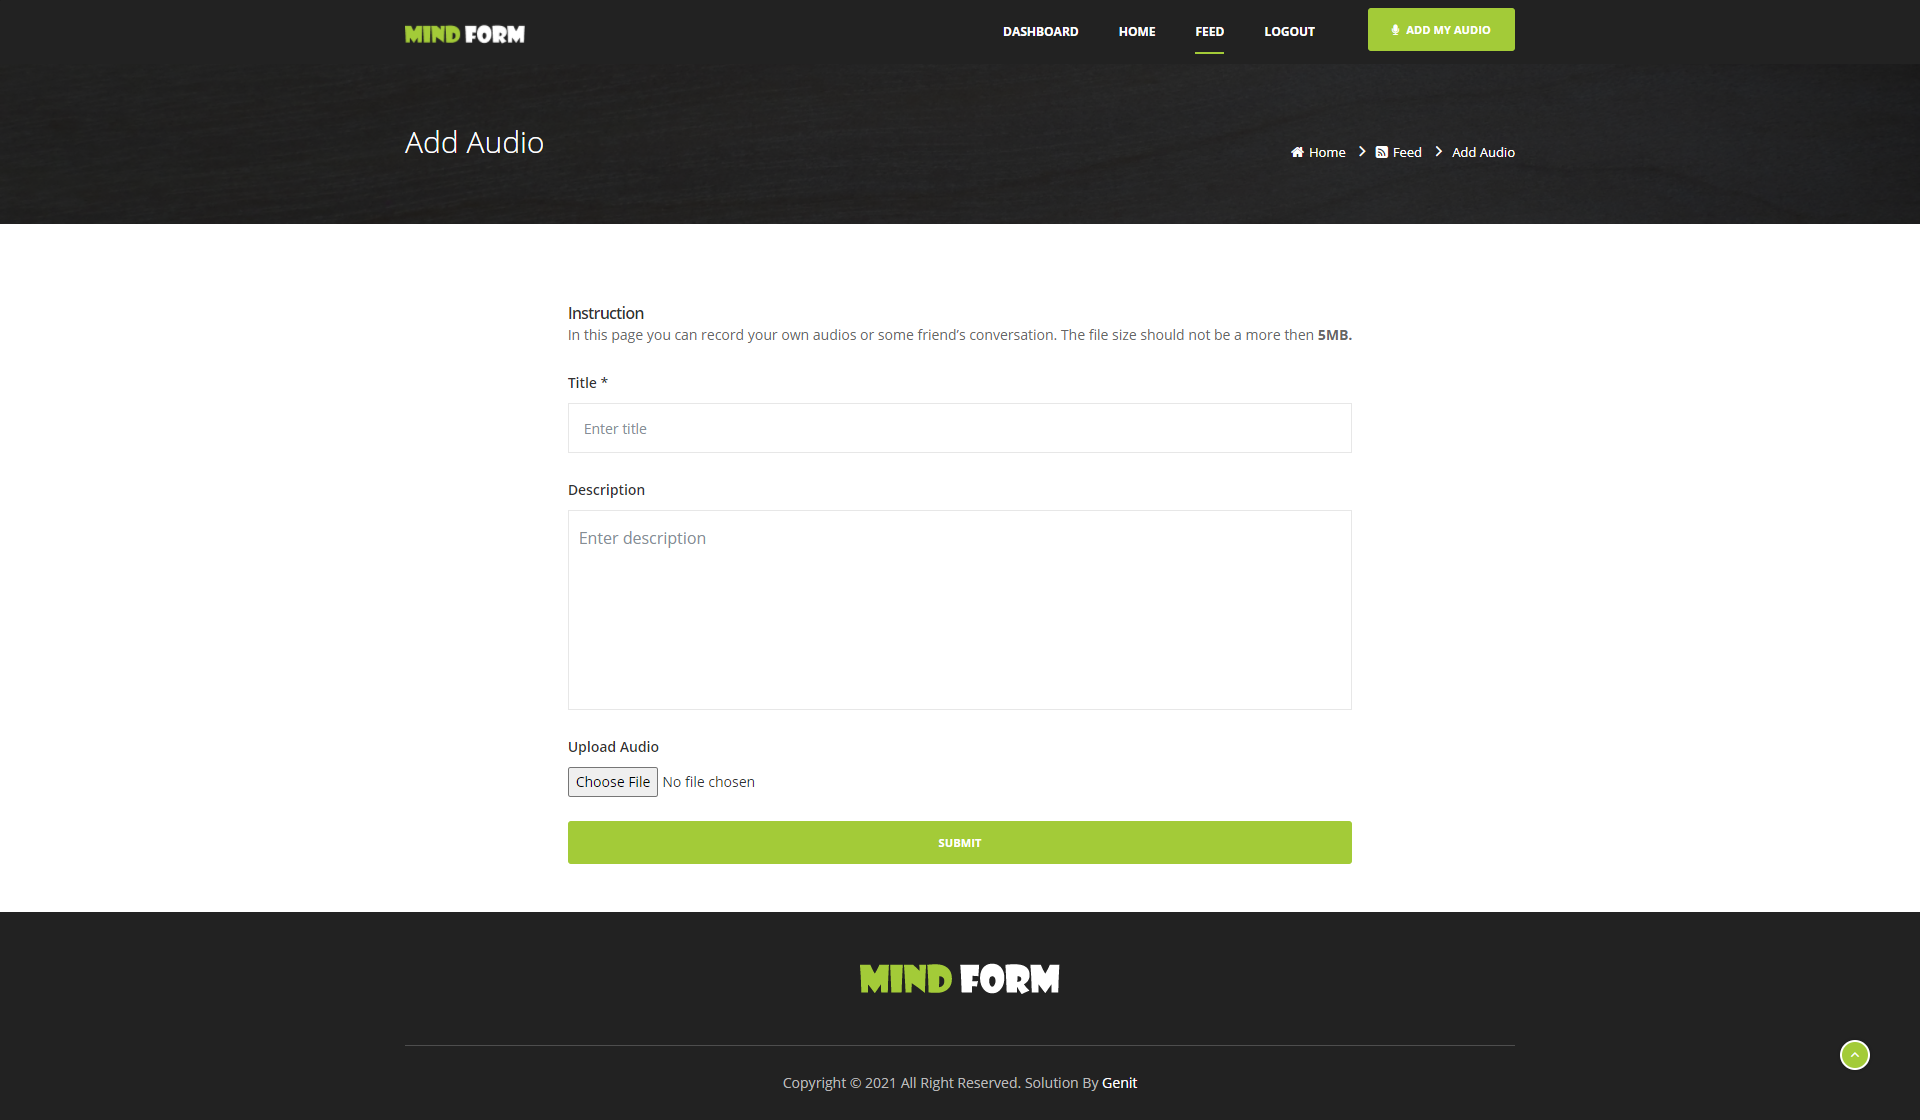 MIND FORM
DASHBOARD
HOME
FEED
LOGOUT
ADD MY AUDIO
Add Audio
Home
Feed
Add Audio
Instruction
In this page you can record your own audios or some friend's conversation. The file size should not be a more then 5MB.
Title *
Enter title
Description
Enter description
Upload Audio
Choose File No file chosen
SUBMIT
MIND FORM
Copyright © 2021 All Right Reserved. Solution By Genit